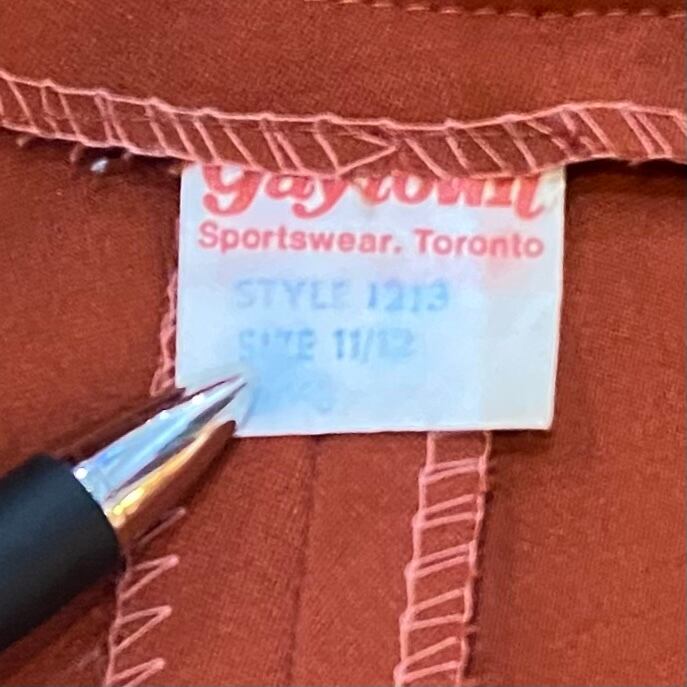 Gaytown
Sportswear. Toronto
STYLE 1213
SIZE 11/12